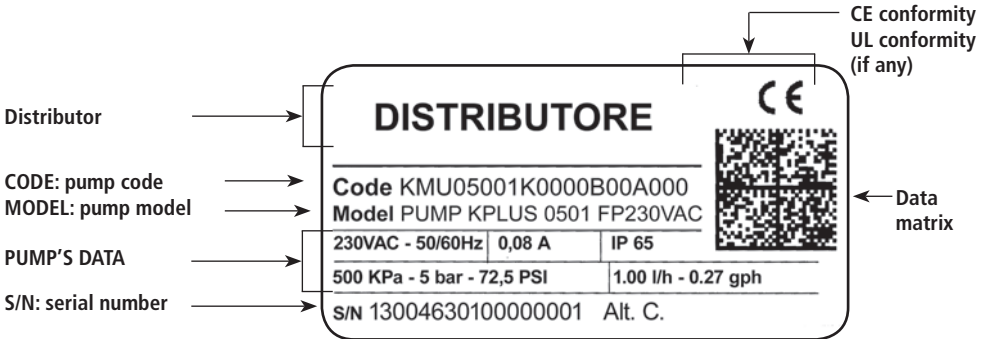 CE conformity
UL conformity
(if any)
Distributor
DISTRIBUTORE
CE
CODE: pump code
MODEL: pump model
Code KMU05001K0000B00A000
Model PUMP KPLUS 0501 FP230VAC
Data
matrix
PUMP'S DATA
230VAC - 50/60Hz 0,08 A IP 65
500 KPa - 5 bar - 72,5 PSI 1.00 l/h - 0.27 gph
S/N: serial number
S/N 13004630100000001 Alt. C.